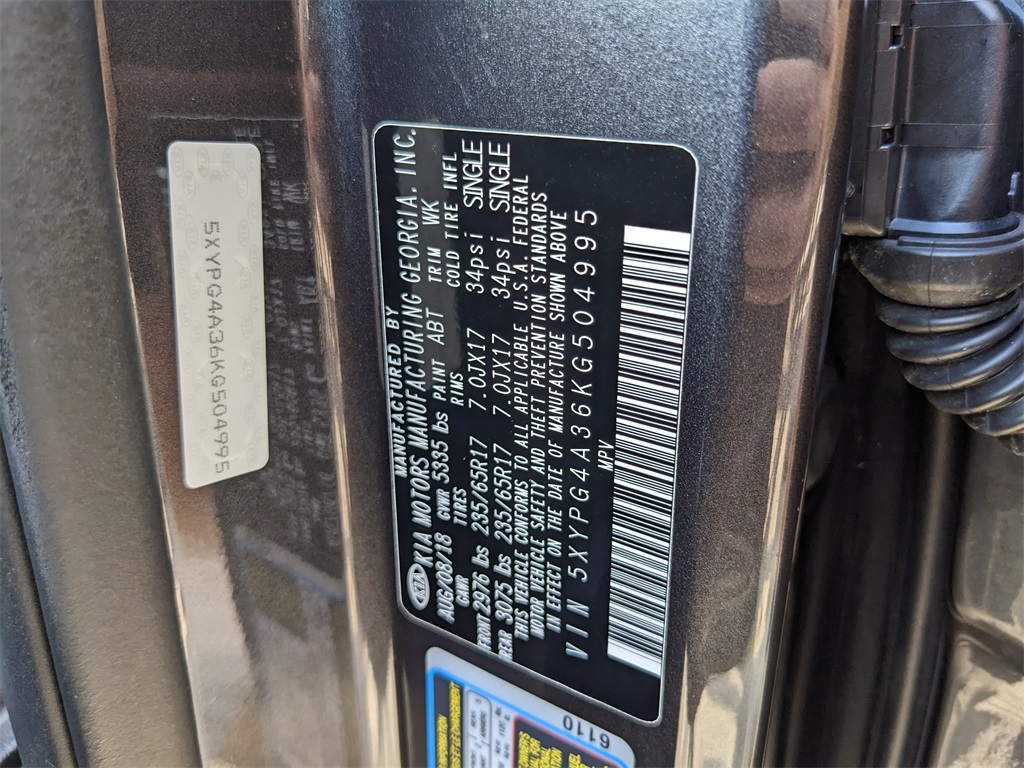 5XYPG4A36KG504995
MANUFACTURED BY
KIA KIA MOTORS MANUFACTURING GEORGIA. INC.
AUG/08/18 GVWR 5335 lbs PAINT ABT TRIM WK
GWR TIRES RMS COLD TIRE INFL
FRONT 2976 lbs 235/65R17 7.0JX17 34psi SINGLE
3075 lbs 235/65R17 7.0JX17 34psi SINGLE
THIS VEHICLE CONFORMS TO ALL APPLICABLE U.S.A. FEDERAL
MOTOR VEHICLE SAFETY AND THEFT PREVENTION STANDARDS
IN EFFECT ON THE DATE OF MANUFACTURE SHOWN ABOVE
VIN 5XYPG4A36KG504995
MPV
6110